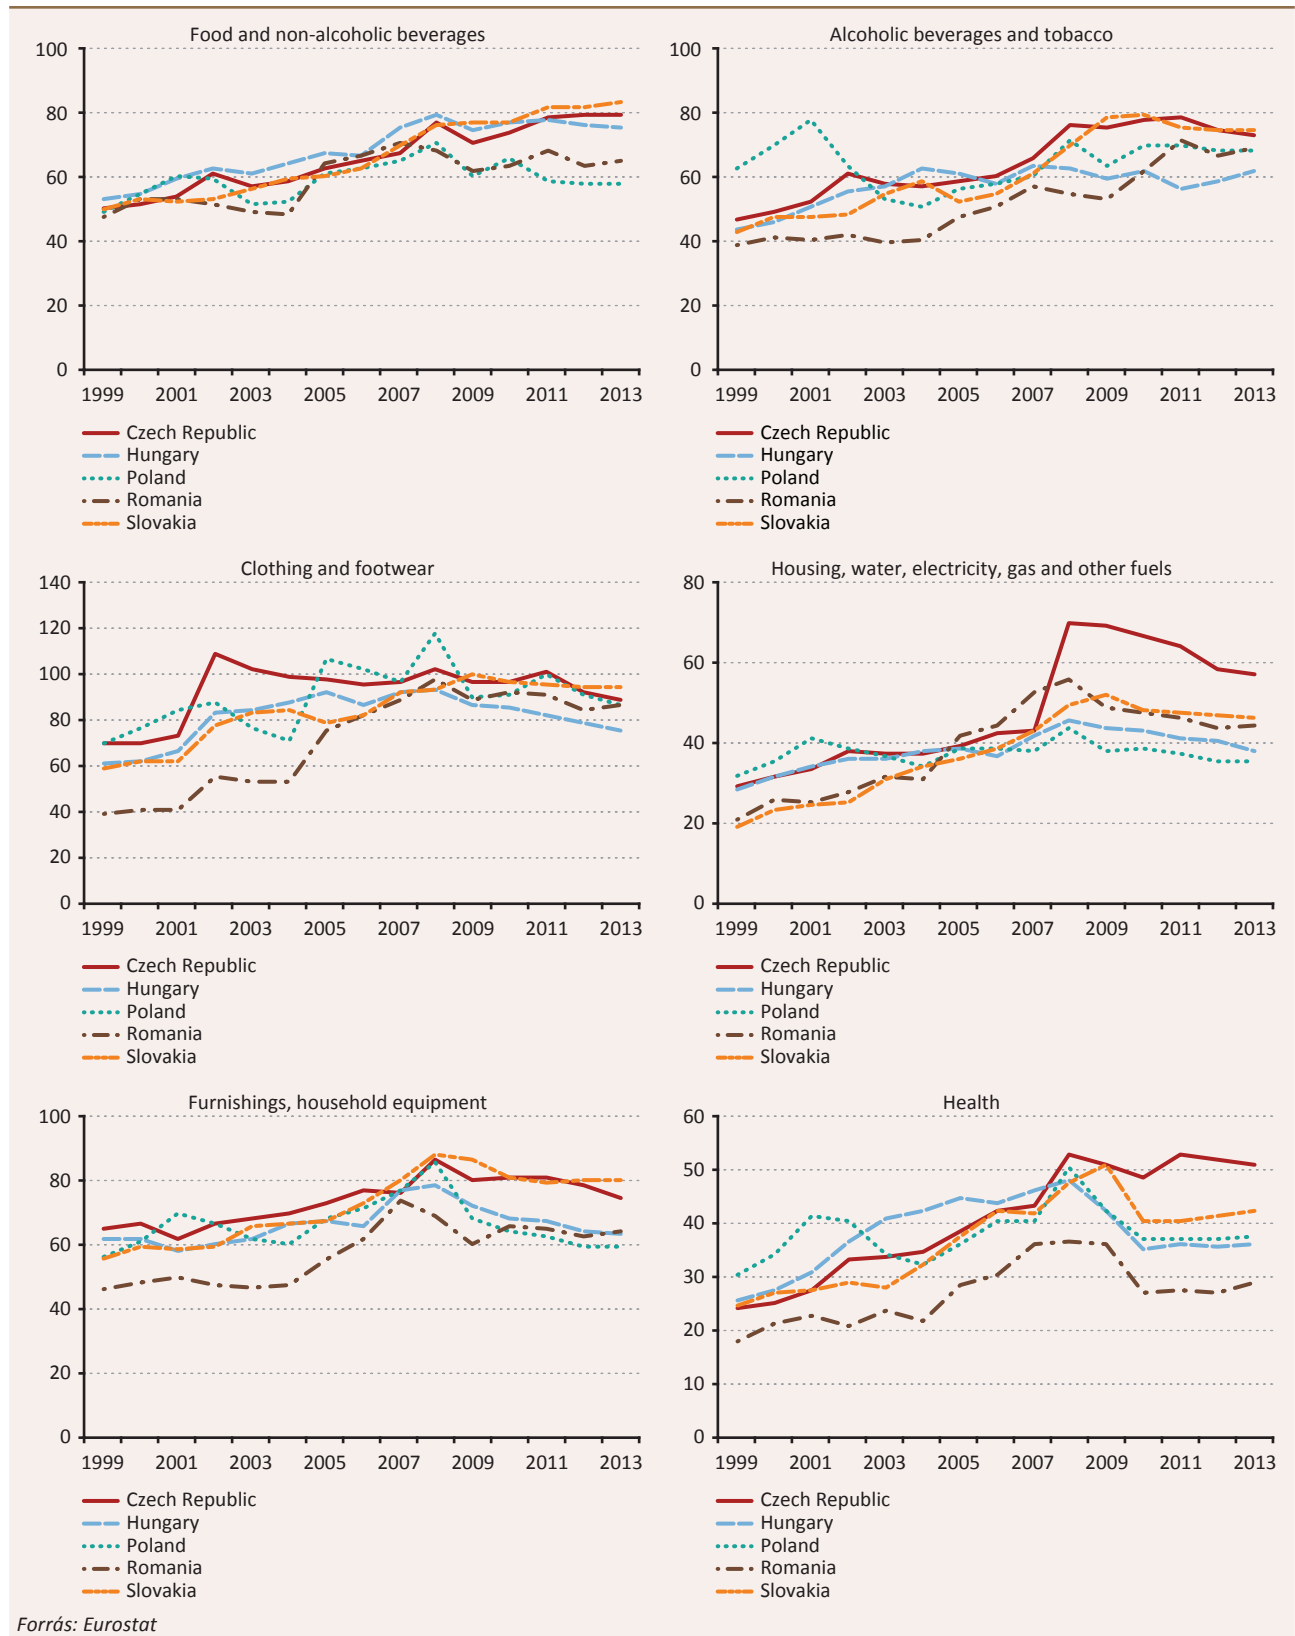 Food and non-alcoholic beverages
100
80
60
40
20
0
1999 2001 2003 2005 2007 2009 2011 2013
Czech Republic
Hungary
Poland
Romania
Slovakia
Alcoholic beverages and tobacco
100
80
60
40
20
0
1999 2001 2003 2005 2007 2009 2011 2013
Czech Republic
Hungary
Poland
Romania
Slovakia
Clothing and footwear
140
120
100
80
60
40
20
0
1999 2001 2003 2005 2007 2009 2011 2013
Czech Republic
Hungary
Poland
Romania
Slovakia
Housing, water, electricity, gas and other fuels
80
60
40
20
0
1999 2001 2003 2005 2007 2009 2011 2013
Czech Republic
Hungary
Poland
Romania
Slovakia
Furnishings, household equipment
100
80
60
40
20
0
1999 2001 2003 2005 2007 2009 2011 2013
Czech Republic
Hungary
Poland
Romania
Slovakia
Health
60
50
40
30
20
10
0
1999 2001 2003 2005 2007 2009 2011 2013
Czech Republic
Hungary
Poland
Romania
Slovakia
Forrás: Eurostat